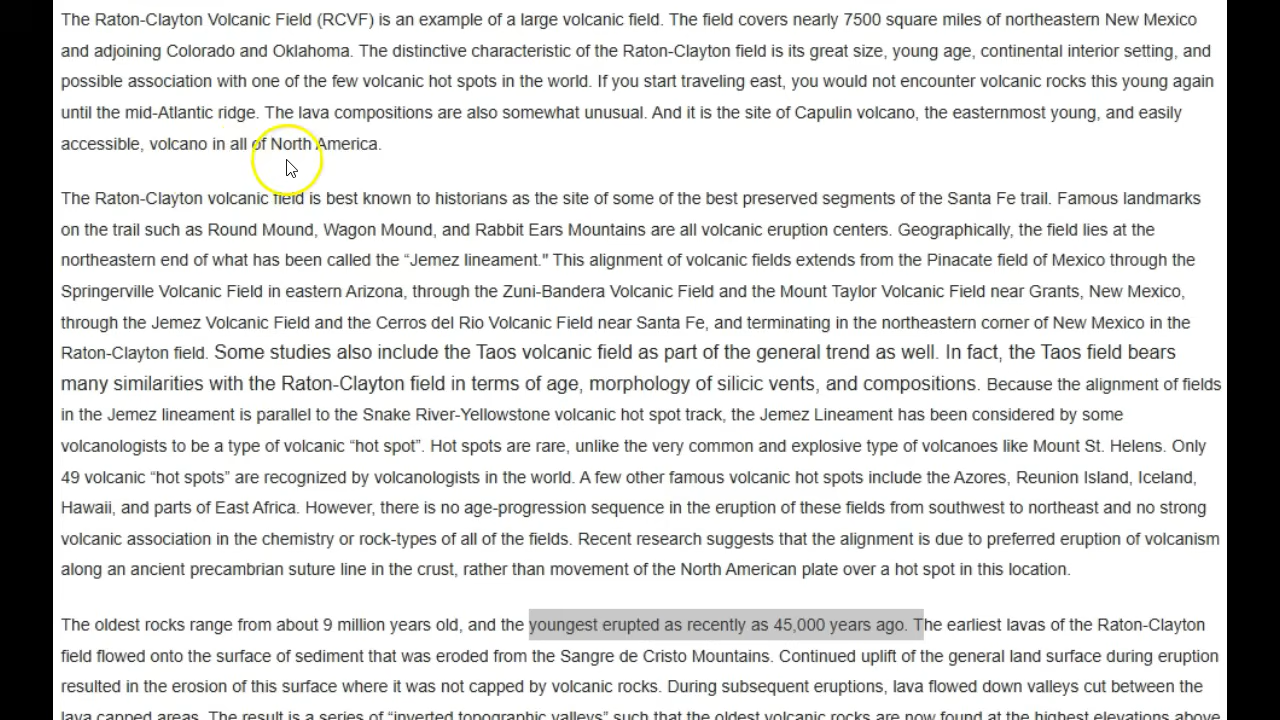 The Raton-Clayton Volcanic Field (RCVF) is an example of a large volcanic field. The field covers nearly 7500 square miles of northeastern New Mexico
and adjoining Colorado and Oklahoma. The distinctive characteristic of the Raton-Clayton field is its great size, young age, continental interior setting, and
possible association with one of the few volcanic hot spots in the world. If you start traveling east, you would not encounter volcanic rocks this young again
until the mid-Atlantic ridge. The lava compositions are also somewhat unusual. And it is the site of Capulin volcano, the easternmost young, and easily
accessible, volcano in all of North America.
The Raton-Clayton volcanic field is best known to historians as the site of some of the best preserved segments of the Santa Fe trail. Famous landmarks
on the trail such as Round Mound, Wagon Mound, and Rabbit Ears Mountains are all volcanic eruption centers. Geographically, the field lies at the
northeastern end of what has been called the “Jemez lineament." This alignment of volcanic fields extends from the Pinacate field of Mexico through the
Springerville Volcanic Field in eastern Arizona, through the Zuni-Bandera Volcanic Field and the Mount Taylor Volcanic Field near Grants, New Mexico,
through the Jemez Volcanic Field and the Cerros del Rio Volcanic Field near Santa Fe, and terminating in the northeastern corner of New Mexico in the
Raton-Clayton field. Some studies also include the Taos volcanic field as part of the general trend as well. In fact, the Taos field bears
many similarities with the Raton-Clayton field in terms of age, morphology of silicic vents, and compositions. Because the alignment of fields
in the Jemez lineament is parallel to the Snake River-Yellowstone volcanic hot spot track, the Jemez Lineament has been considered by some
volcanologists to be a type of volcanic “hot spot”. Hot spots are rare, unlike the very common and explosive type of volcanoes like Mount St. Helens. Only
49 volcanic “hot spots” are recognized by volcanologists in the world. A few other famous volcanic hot spots include the Azores, Reunion Island, Iceland,
Hawaii, and parts of East Africa. However, there is no age-progression sequence in the eruption of these fields from southwest to northeast and no strong
volcanic association in the chemistry or rock-types of all of the fields. Recent research suggests that the alignment is due to preferred eruption of volcanism
along an ancient precambrian suture line in the crust, rather than movement of the North American plate over a hot spot in this location.
The oldest rocks range from about 9 million years old, and the youngest erupted as recently as 45,000 years ago. The earliest lavas of the Raton-Clayton
field flowed onto the surface of sediment that was eroded from the Sangre de Cristo Mountains. Continued uplift of the general land surface during eruption
resulted in the erosion of this surface where it was not capped by volcanic rocks. During subsequent eruptions, lava flowed down valleys cut between the
lava capped areas. The result is a series of “inverted topographic valleys” such that the oldest volcanic rocks are now found at the highest elevations above